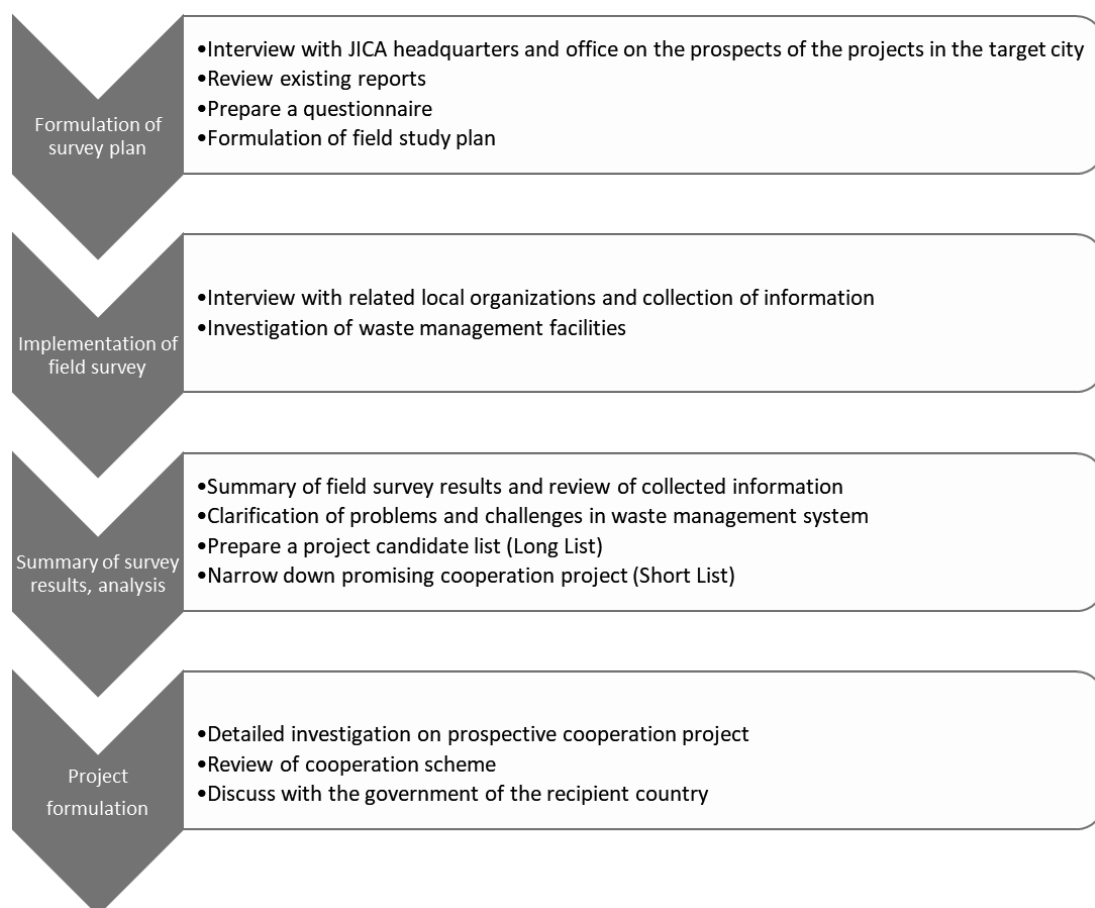 Formulation of
survey plan
•Interview with JICA headquarters and office on the prospects of the projects in the target city
•Review existing reports
•Prepare a questionnaire
•Formulation of field study plan
Implementation of
field survey
•Interview with related local organizations and collection of information
•Investigation of waste management facilities
Summary of survey
results, analysis
•Summary of field survey results and review of collected information
•Clarification of problems and challenges in waste management system
•Prepare a project candidate list (Long List)
•Narrow down promising cooperation project (Short List)
Project
formulation
•Detailed investigation on prospective cooperation project
•Review of cooperation scheme
•Discuss with the government of the recipient country